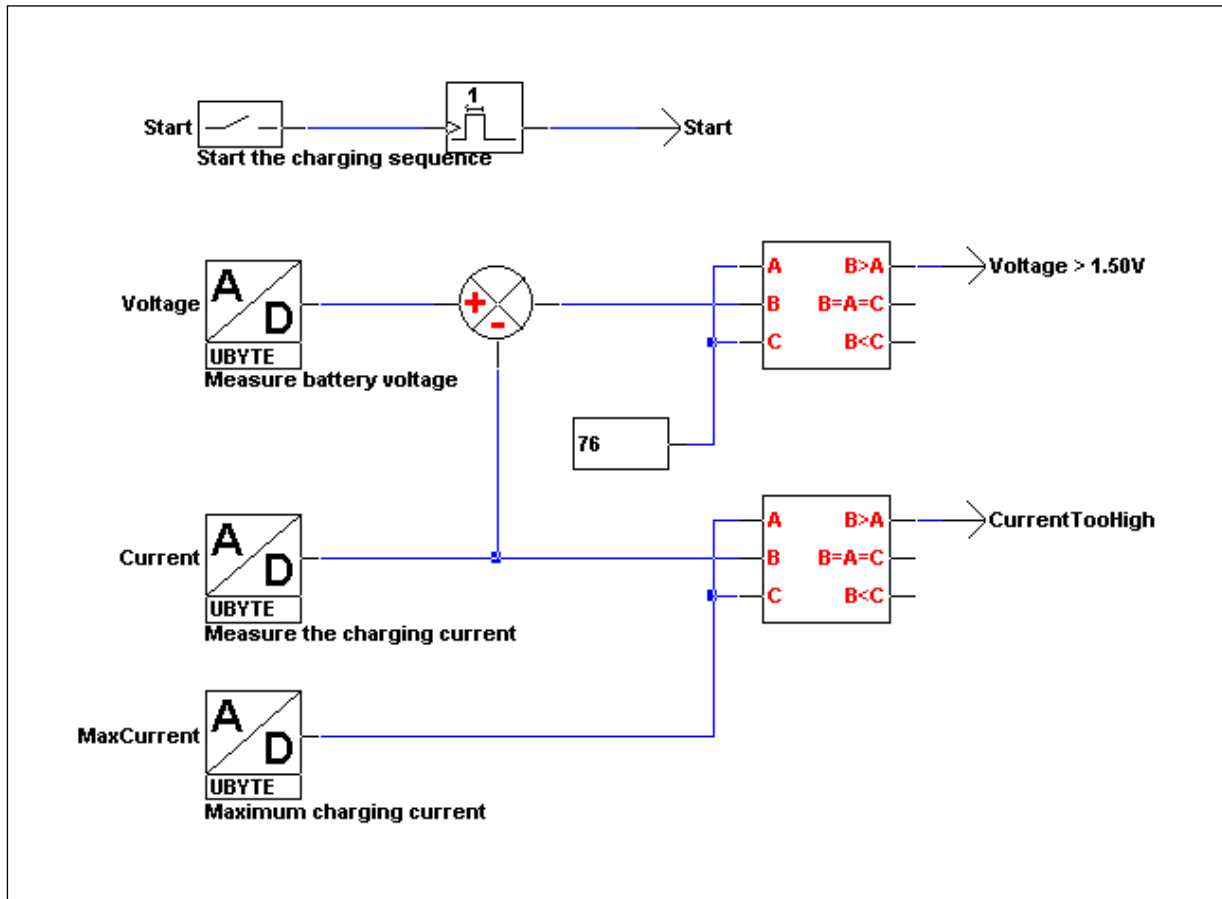 1
Start
Start
Start the charging sequence
A
D
UBYTE
Voltage
Measure battery voltage
+
-
A
B
C
B>A
B=A=C
B<C
Voltage > 1.50V
76
A
D
UBYTE
Current
Measure the charging current
A
B
C
B>A
B=A=C
B<C
CurrentTooHigh
A
D
UBYTE
MaxCurrent
Maximum charging current